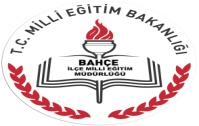 T.C. MİLLİ EĞİTİM BAKANLIĞI
BAHÇE
İLÇE MİLLİ EĞİTİM
MÜDÜRLÜĞÜ